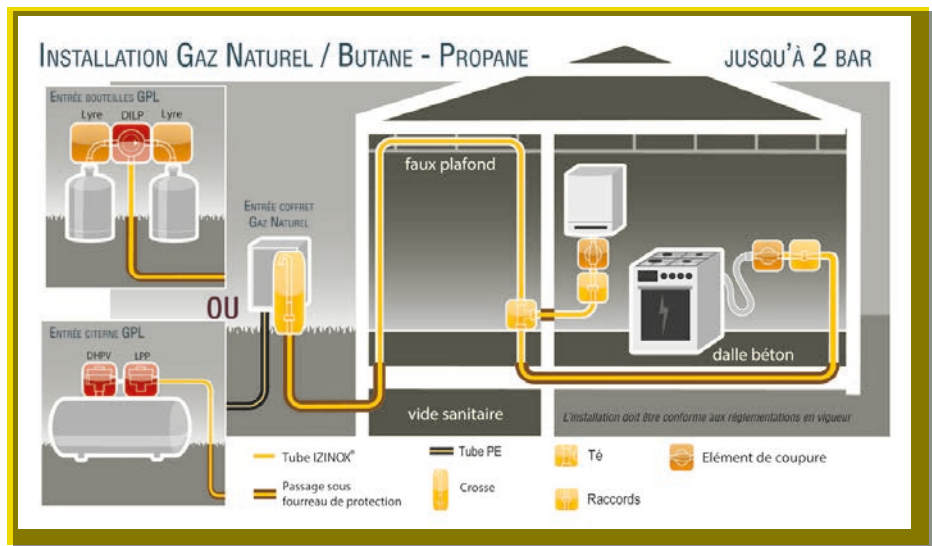 INSTALLATION GAZ NATUREL / BUTANE - PROPANE
JUSQU'À 2 BAR
ENTRÉE BOUTEILLES GPL
Lyre DILP Lyre
faux plafond
ENTRÉE COFFRET
GAZ NATUREL
OU
ENTRÉE CITERNE GPL
DHPV LPP
dalle béton
vide sanitaire
L'installation doit être conforme aux réglementations en vigueur
Tube IZINOX®
Passage sous
fourreau de protection
Tube PE
Crosse
Té
Raccords
Elément de coupure